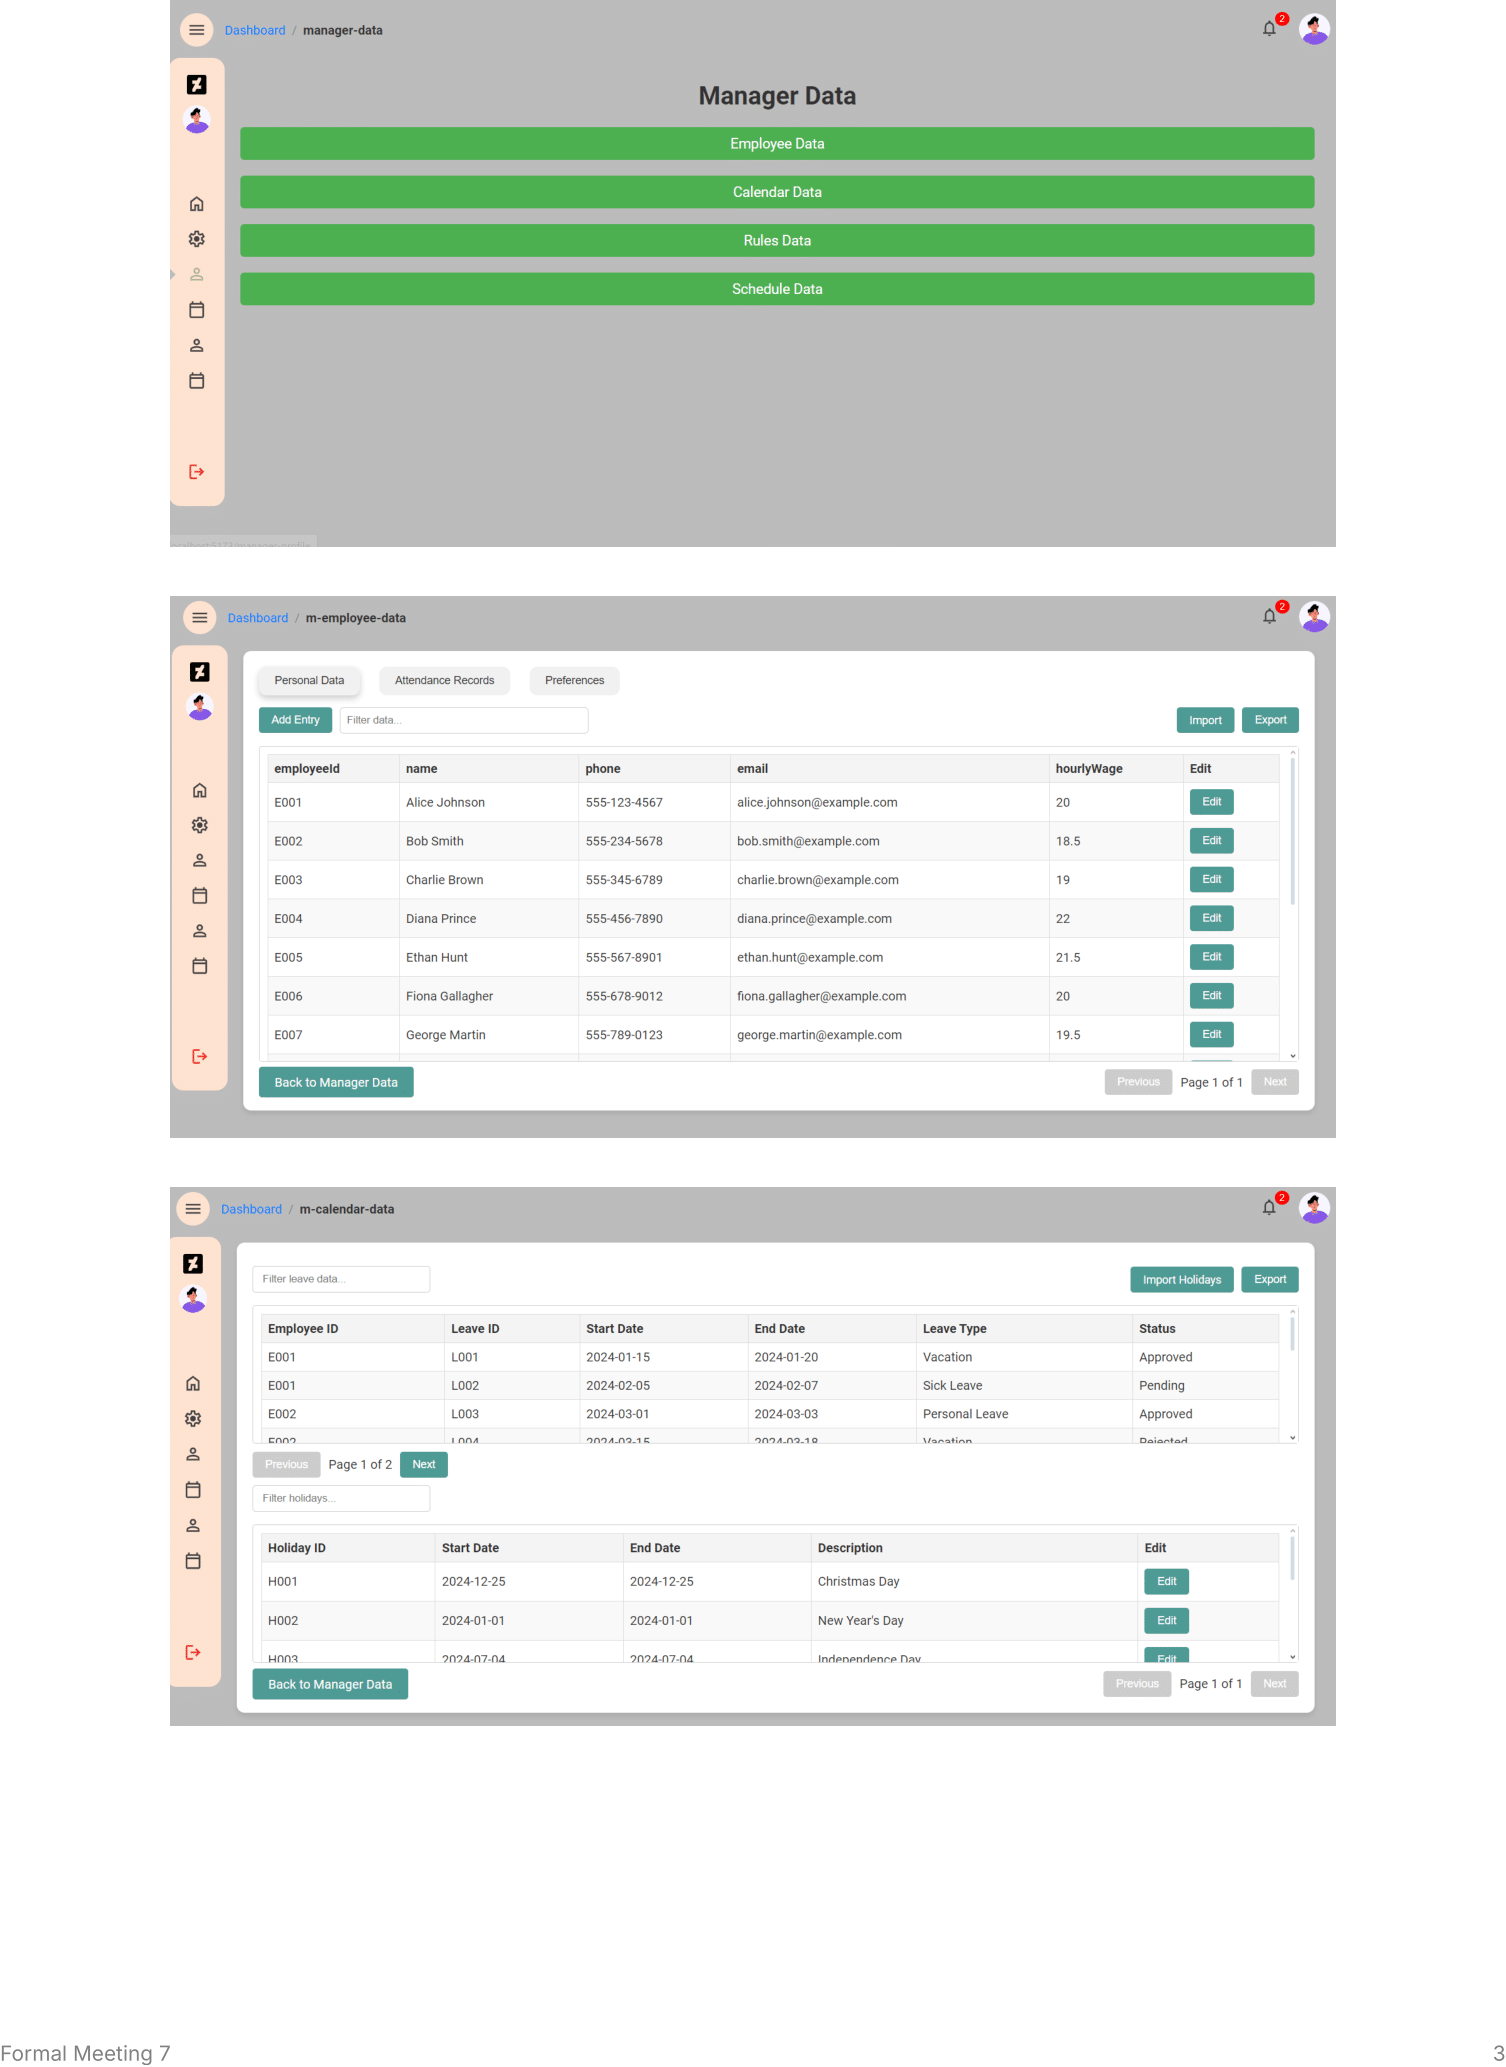 Dashboard / manager-data
2
Manager Data
Employee Data
Calendar Data
Rules Data
Schedule Data
Dashboard / m-employee-data
2
Personal Data Attendance Records Preferences
Add Entry Filter data... Import Export
employeeId name phone email hourlyWage Edit
E001 Alice Johnson 555-123-4567 alice.johnson@example.com 20 Edit
E002 Bob Smith 555-234-5678 bob.smith@example.com 18.5 Edit
E003 Charlie Brown 555-345-6789 charlie.brown@example.com 19 Edit
E004 Diana Prince 555-456-7890 diana.prince@example.com 22 Edit
E005 Ethan Hunt 555-567-8901 ethan.hunt@example.com 21.5 Edit
E006 Fiona Gallagher 555-678-9012 fiona.gallagher@example.com 20 Edit
E007 George Martin 555-789-0123 george.martin@example.com 19.5 Edit
Back to Manager Data Previous Page 1 of 1 Next
Dashboard / m-calendar-data
2
Filter leave data... Import Holidays Export
Employee ID Leave ID Start Date End Date Leave Type Status
E001 L001 2024-01-15 2024-01-20 Vacation Approved
E001 L002 2024-02-05 2024-02-07 Sick Leave Pending
E002 L003 2024-03-01 2024-03-03 Personal Leave Approved
E002 L004 2024-03-15 2024-03-18 Vacation Rejected
Previous Page 1 of 2 Next
Filter holidays...
Holiday ID Start Date End Date Description Edit
H001 2024-12-25 2024-12-25 Christmas Day Edit
H002 2024-01-01 2024-01-01 New Year's Day Edit
H003 2024-07-04 2024-07-04 Independence Day Edit
Back to Manager Data Previous Page 1 of 1 Next
Formal Meeting 7 3